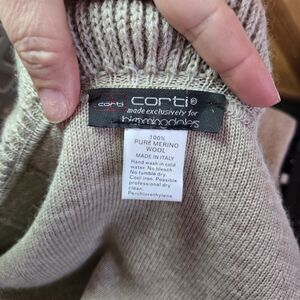 corti corti®
made exclusively for
bloomingdale's
100%
PURE MERINO
WOOL
MADE IN ITALY
Hand wash in cold
water. No bleach.
No tumble dry.
Cool iron. Possible
professional dry
clean.
Perchlorethylene